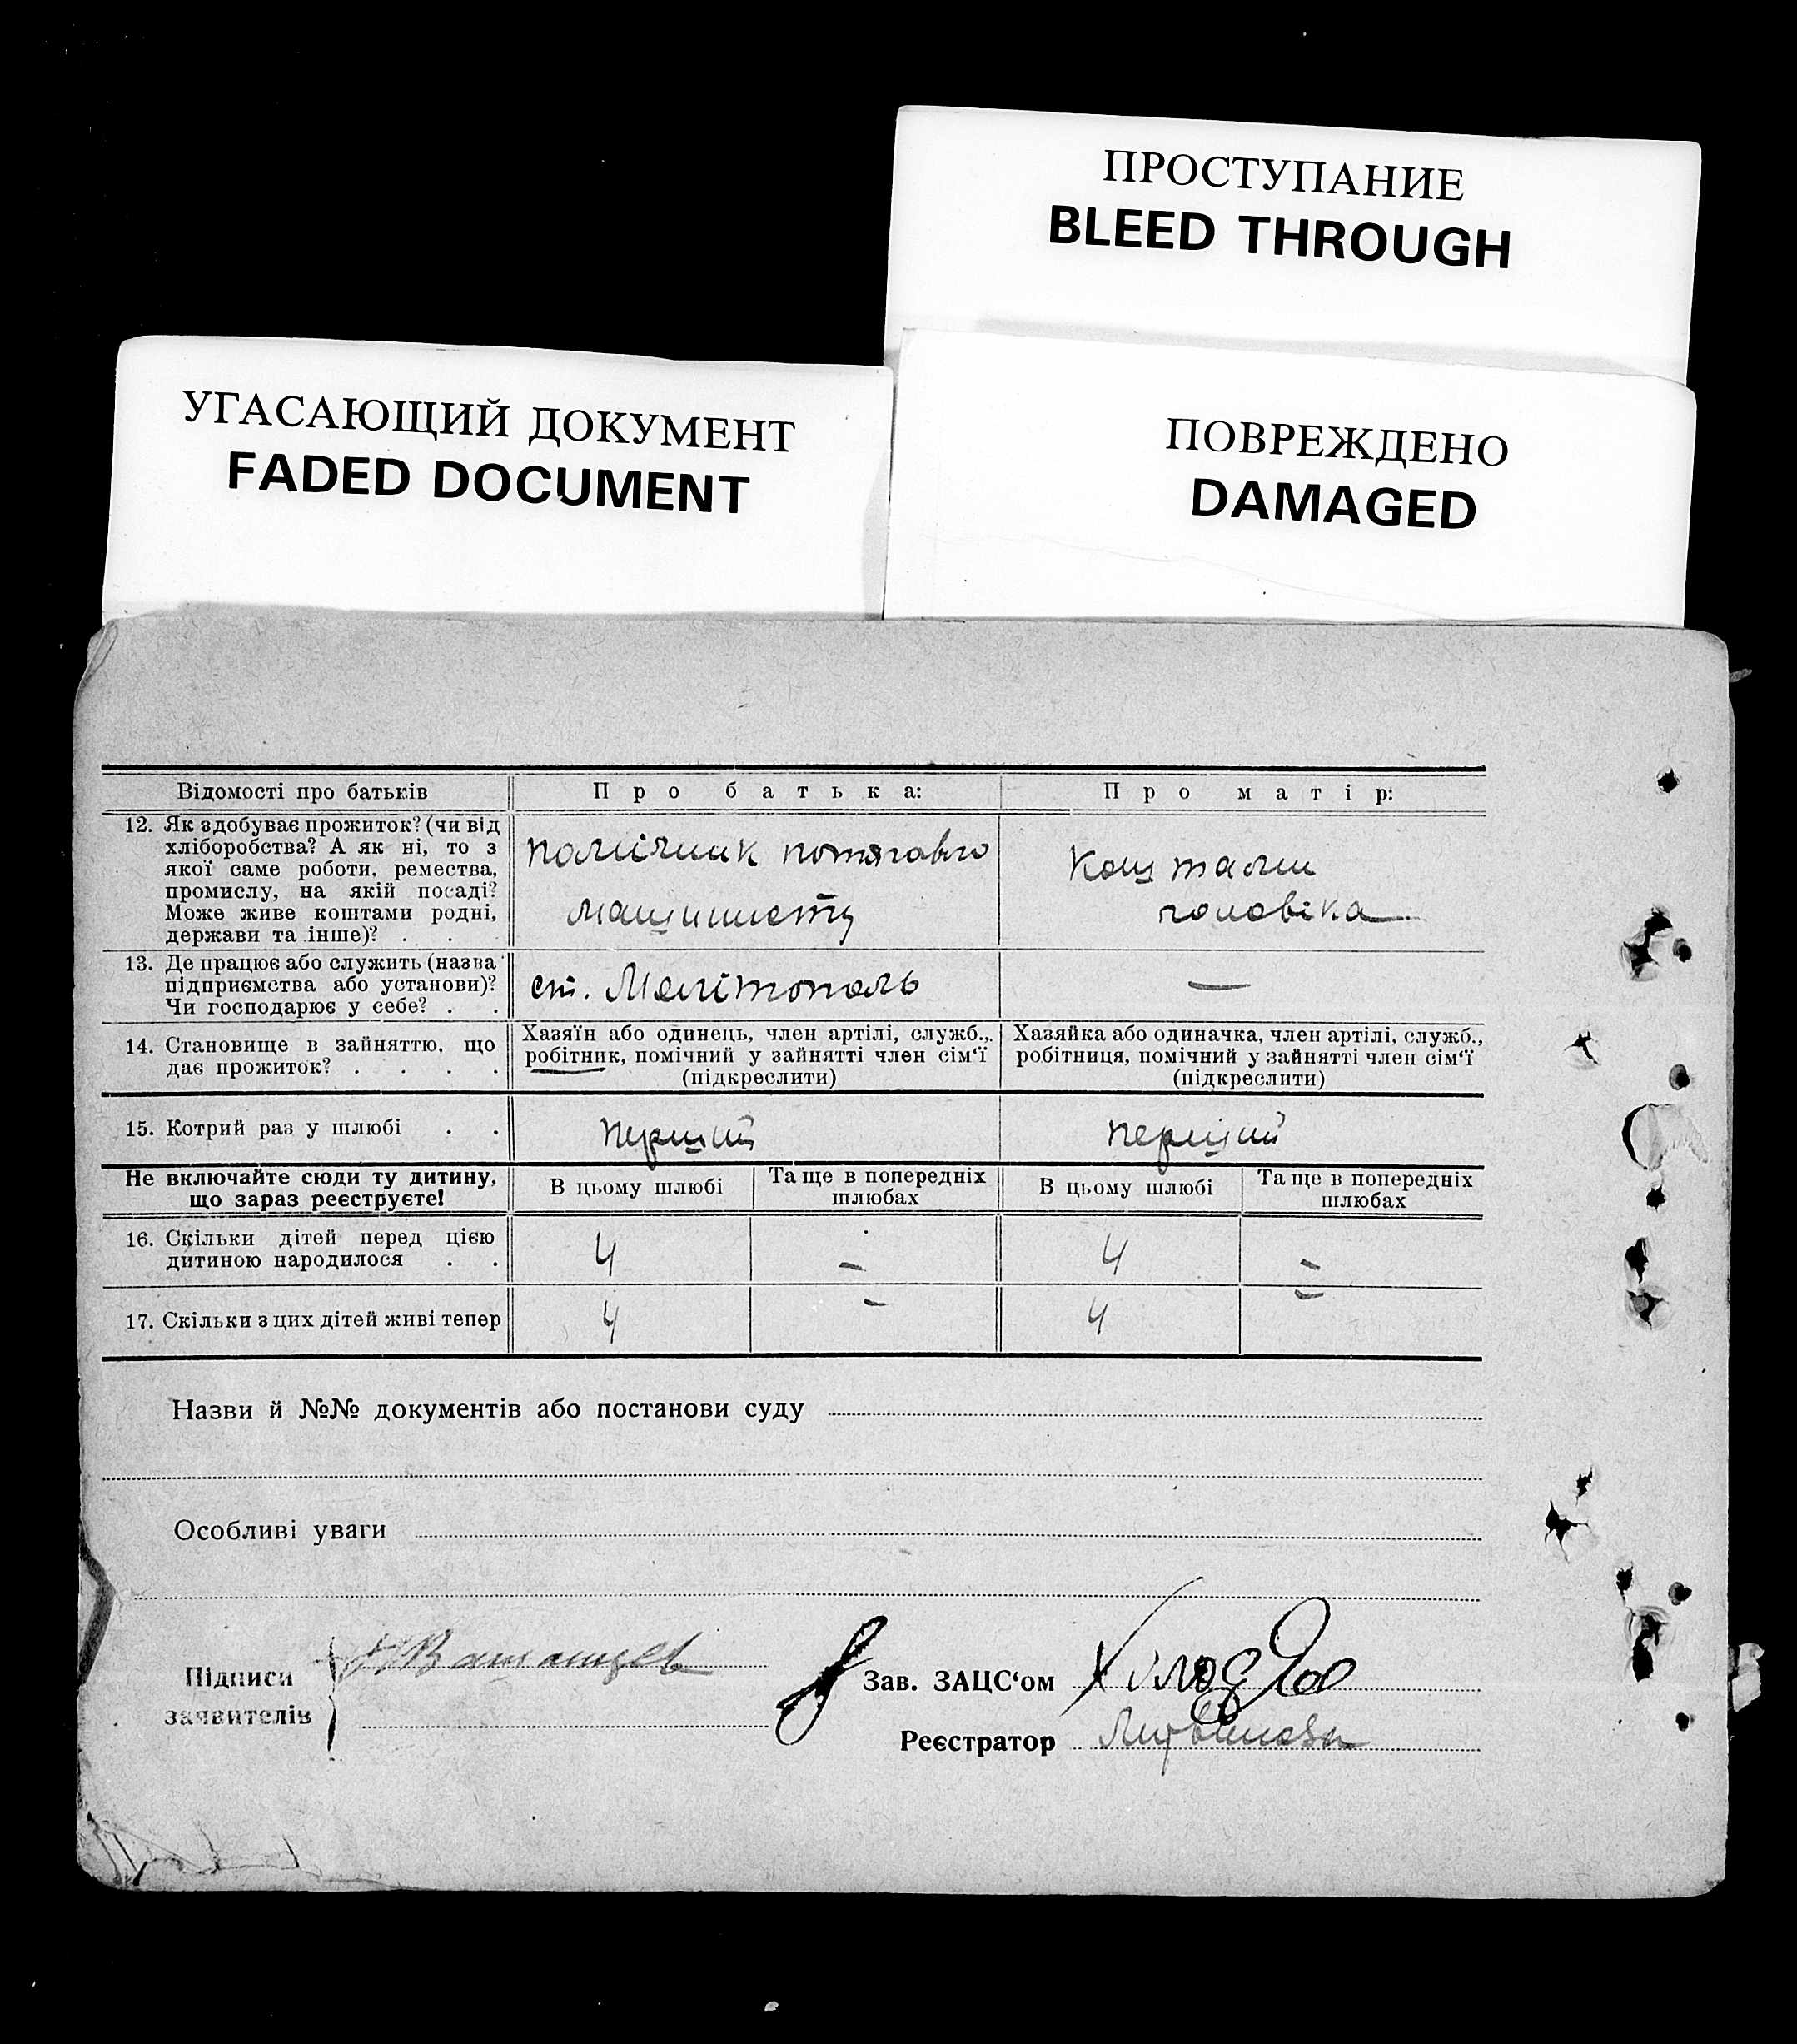 ПРОСТУПАНИЕ
BLEED THROUGH
УГАСАЮЩИЙ ДОКУМЕНТ
FADED DOCUMENT
ПОВРЕЖДЕНО
DAMAGED
Відомості про батьків
Про батька:
Про матір:
12. Як здобуває прожиток? (чи від
хліборобства? А як ні, то з
якої саме роботи, ремества,
промислу, на якій посаді?
Може живе коштами родні,
держави та інше)? . .
помічник потягового
машинисту
Коштами
чоловіка
13. Де працює або служить (назва
підприємства або установи)?
Чи господарює у себе? . .
ст. Мелітополь
—
14. Становище в зайняттю, що
дає прожиток? . . . .
Хазяїн або одинець, член артілі, служб.,
робітник, помічний у зайнятті член сім'ї
(підкреслити)
Хазяйка або одиначка, член артілі, служб.,
робітниця, помічний у зайнятті член сім'ї
(підкреслити)
15. Котрий раз у шлюбі . .
перший
перший
Не включайте сюди ту дитину,
що зараз реєструєте!
В цьому шлюбі
Та ще в попередніх
шлюбах
В цьому шлюбі
Та ще в попередніх
шлюбах
16. Скільки дітей перед цією
дитиною народилося . .
4 – 4 –
17. Скільки з цих дітей живі тепер
4 – 4 –
Назви й №№ документів або постанови суду
Особливі уваги
Підписи
заявителів
Зав. ЗАЦС'ом
Реєстратор